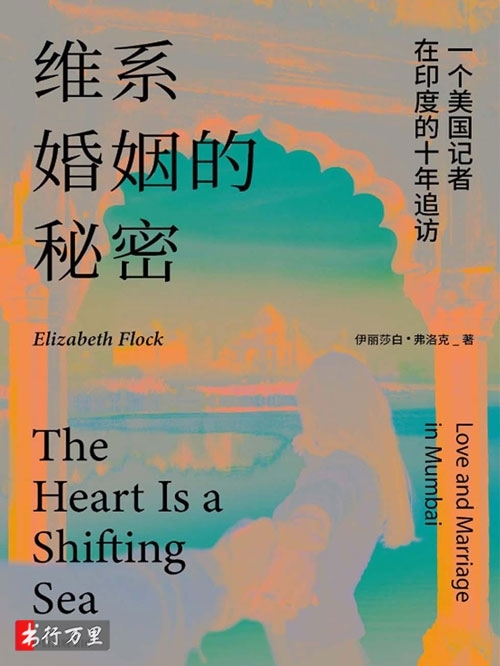 维系
婚姻的
秘密
一个美国记者
在印度的十年追访
Elizabeth Flock
伊丽莎白·弗洛克_著
The
Heart Is a
Shifting
Sea
Love and Marriage
in Mumbai
书行万里